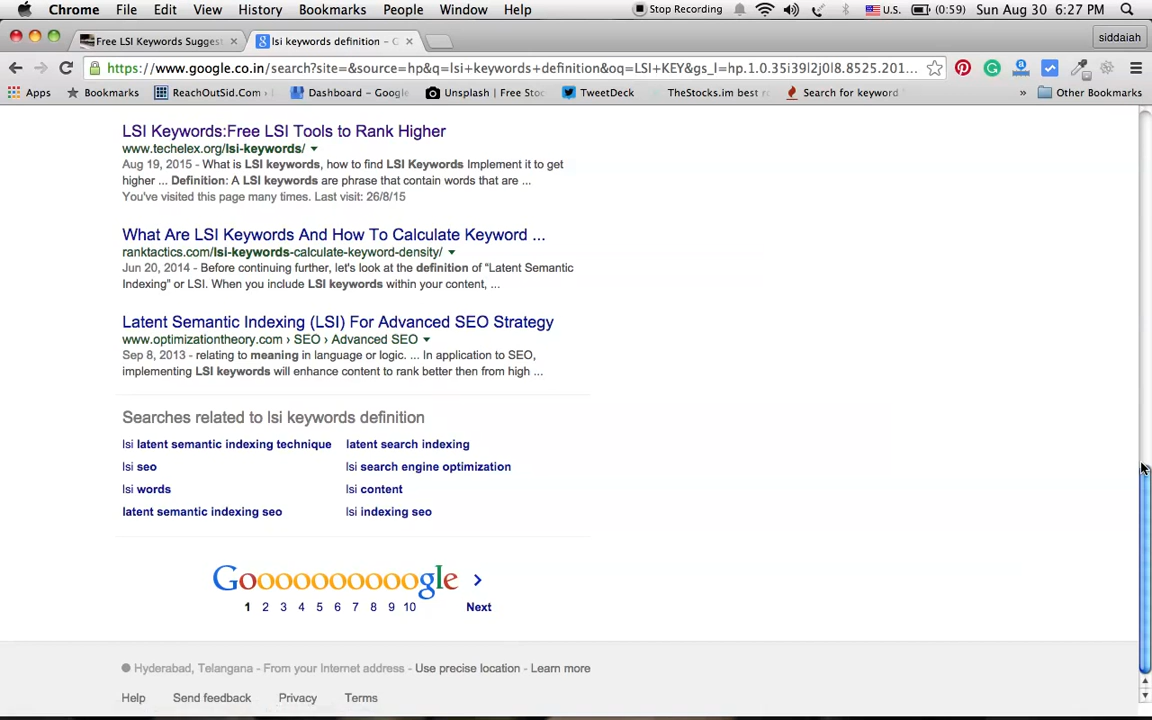 Chrome File Edit View History Bookmarks People Window Help Stop Recording U.S. (0:59) Sun Aug 30 6:27 PM
Free LSI Keywords Suggest × lsi keywords definition - G × siddaiah
https://www.google.co.in/search?site=&source=hp&q=lsi+keywords+definition&oq=LSI+KEY&gs_l=hp.1.0.35i39l2j0l8.8525.201...
Apps Bookmarks ReachOutSid.Com › Dashboard - Google Unsplash | Free Stoc TweetDeck TheStocks.im best r Search for keyword » Other Bookmarks
LSI Keywords:Free LSI Tools to Rank Higher
www.techelex.org/lsi-keywords/
Aug 19, 2015 - What is LSI keywords, how to find LSI Keywords Implement it to get
higher ... Definition: A LSI keywords are phrase that contain words that are ...
You've visited this page many times. Last visit: 26/8/15
What Are LSI Keywords And How To Calculate Keyword ...
ranktactics.com/lsi-keywords-calculate-keyword-density/
Jun 20, 2014 - Before continuing further, let's look at the definition of "Latent Semantic
Indexing" or LSI. When you include LSI keywords within your content, ...
Latent Semantic Indexing (LSI) For Advanced SEO Strategy
www.optimizationtheory.com › SEO › Advanced SEO
Sep 8, 2013 - relating to meaning in language or logic. ... In application to SEO,
implementing LSI keywords will enhance content to rank better then from high ...
Searches related to lsi keywords definition
lsi latent semantic indexing technique latent search indexing
lsi seo lsi search engine optimization
lsi words lsi content
latent semantic indexing seo lsi indexing seo
Goooooooooogle >
1 2 3 4 5 6 7 8 9 10 Next
Hyderabad, Telangana - From your Internet address - Use precise location - Learn more
Help Send feedback Privacy Terms